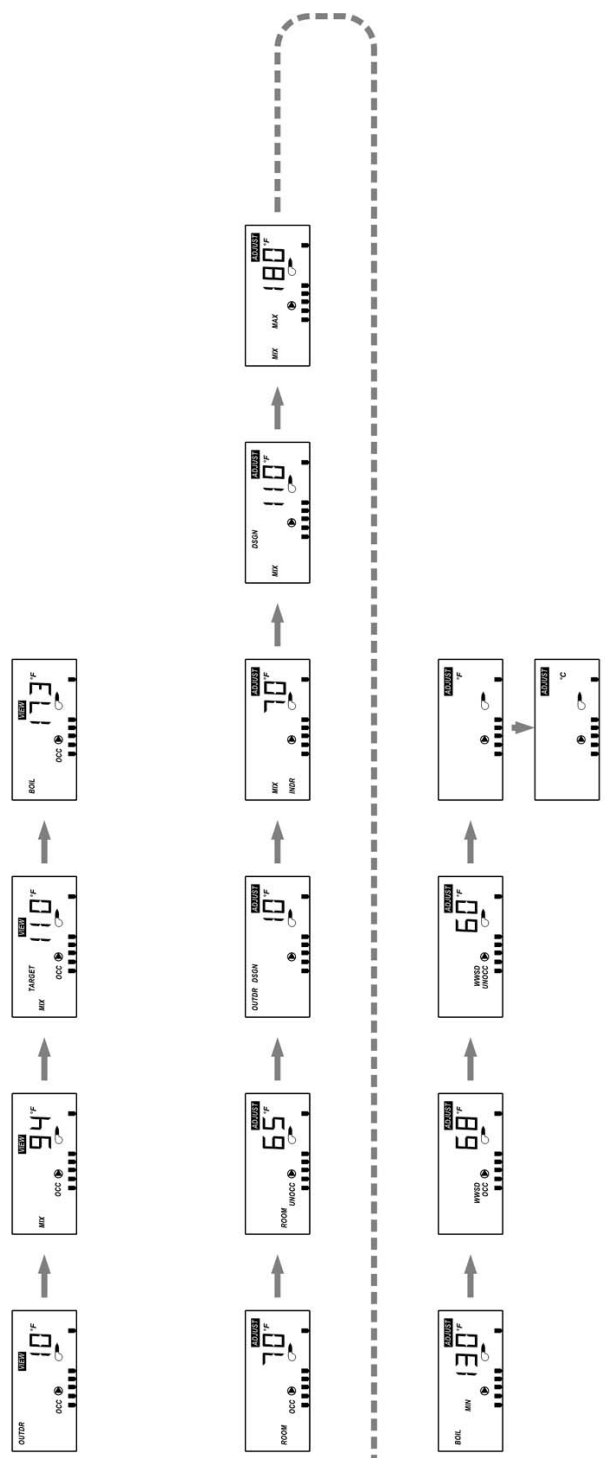 OUTDR VIEW
10 °F
OCC
VIEW
MIX 94 °F
OCC
TARGET VIEW
MIX 110 °F
OCC
BOIL VIEW
173 °F
OCC
ADJUST
ROOM 70 °F
OCC
ADJUST
ROOM 65 °F
UNOCC
OUTDR DSGN ADJUST
10 °F
ADJUST
MIX 70 °F
INDR
DSGN ADJUST
MIX 110 °F
ADJUST
MIX MAX 180 °F
BOIL ADJUST
MIN 130 °F
ADJUST
WWSD 68 °F
OCC
ADJUST
WWSD 60 °F
UNOCC
ADJUST
°F
ADJUST
°C